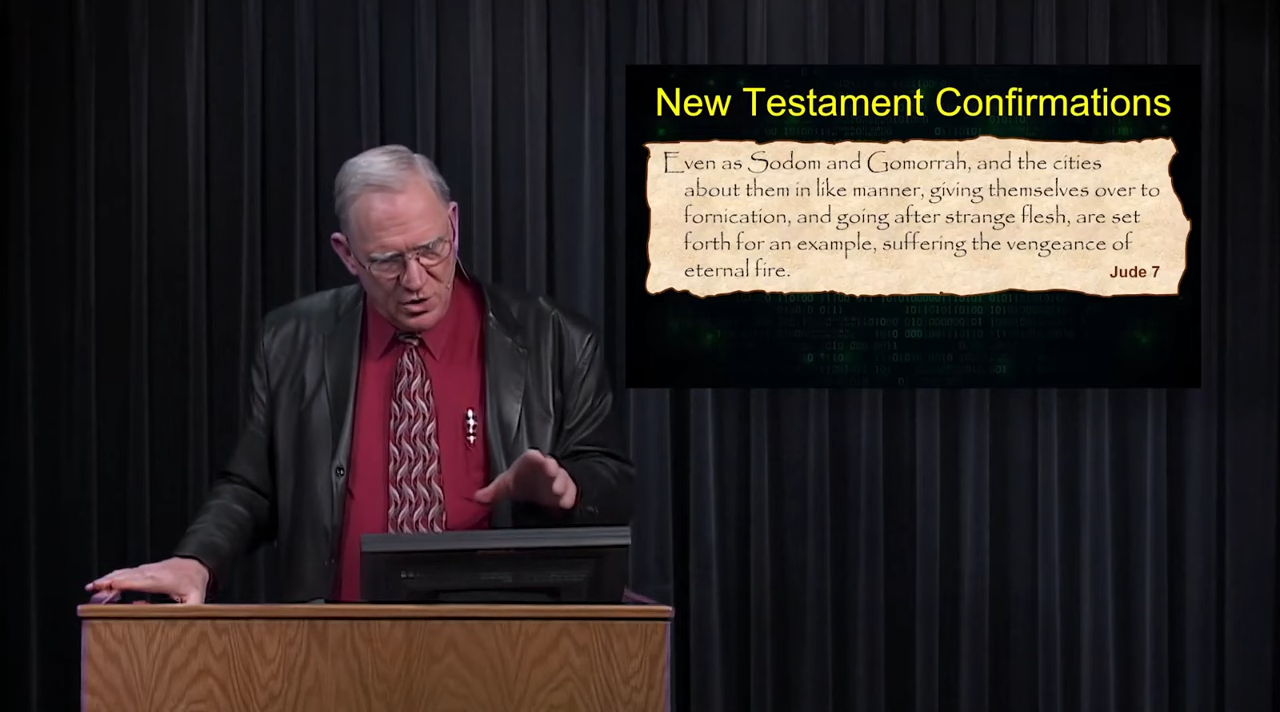 New Testament Confirmations
Even as Sodom and Gomorrah, and the cities
about them in like manner, giving themselves over to
fornication, and going after strange flesh, are set
forth for an example, suffering the vengeance of
eternal fire.
Jude 7